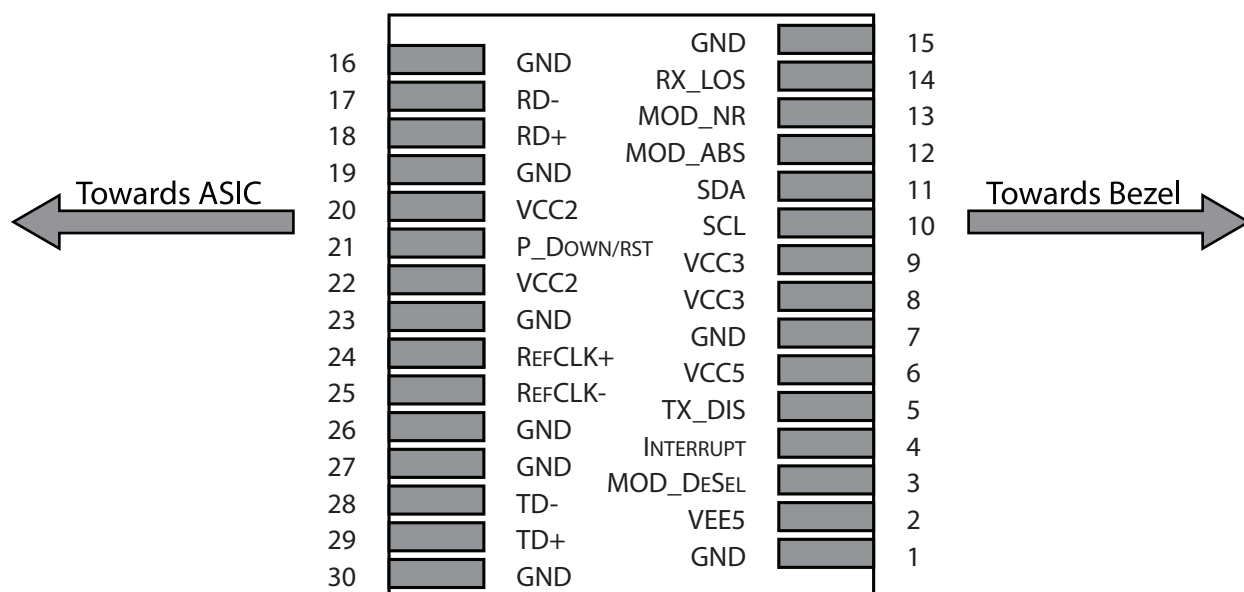 GND 15
16 GND
RX_LOS 14
17 RD-
MOD_NR 13
18 RD+
MOD_ABS 12
19 GND
Towards ASIC
SDA 11
Towards Bezel
20 VCC2
SCL 10
21 P_DOWN/RST
VCC3 9
22 VCC2
VCC3 8
23 GND
GND 7
24 REFCLK+
VCC5 6
25 REFCLK-
TX_DIS 5
26 GND
INTERRUPT 4
27 GND
MOD_DESEL 3
28 TD-
VEE5 2
29 TD+
GND 1
30 GND